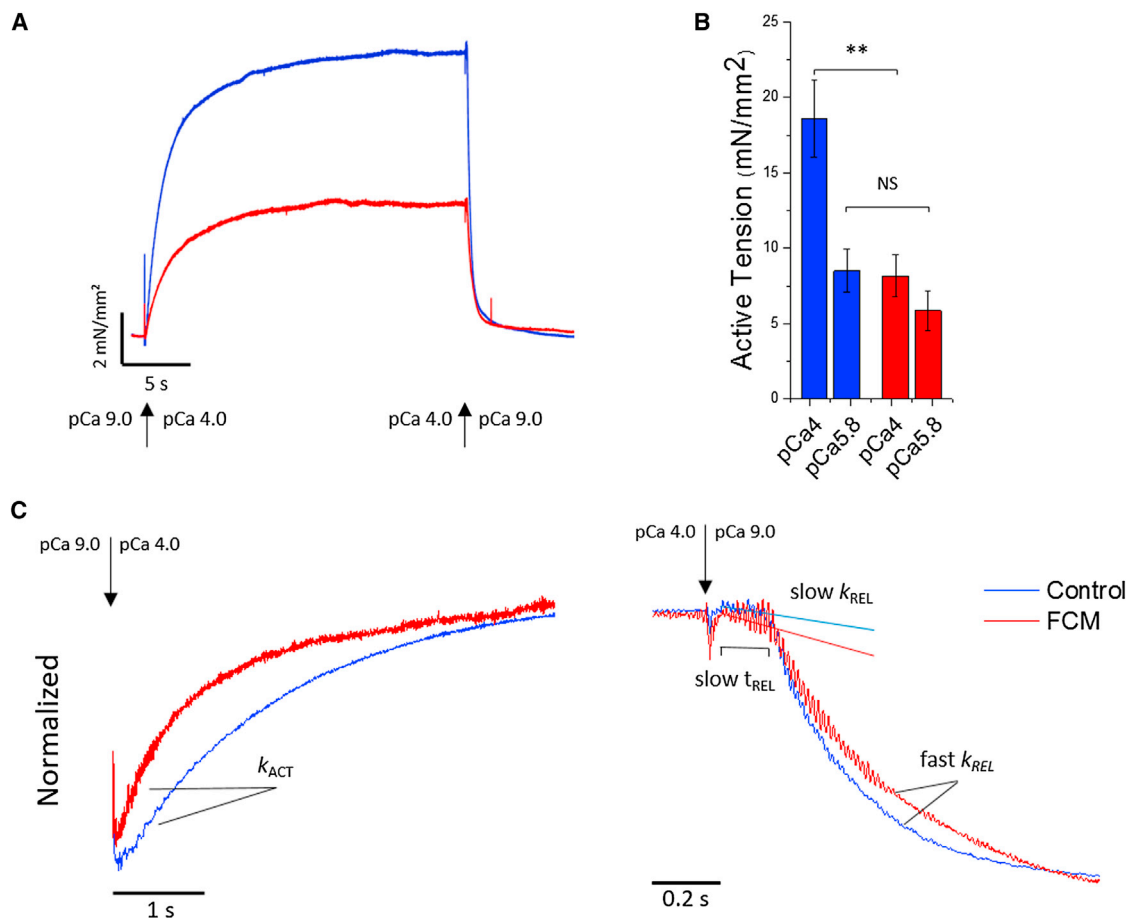 A
2 mN/mm²
5 s
pCa 9.0 pCa 4.0
pCa 4.0 pCa 9.0
B
Active Tension (mN/mm2)
25
20
15
10
5
0
**
NS
pCa4
pCa5.8
pCa4
pCa5.8
C
pCa 9.0 pCa 4.0
Normalized
kACT
1 s
pCa 4.0 pCa 9.0
slow kREL
slow tREL
fast kREL
0.2 s
Control
FCM